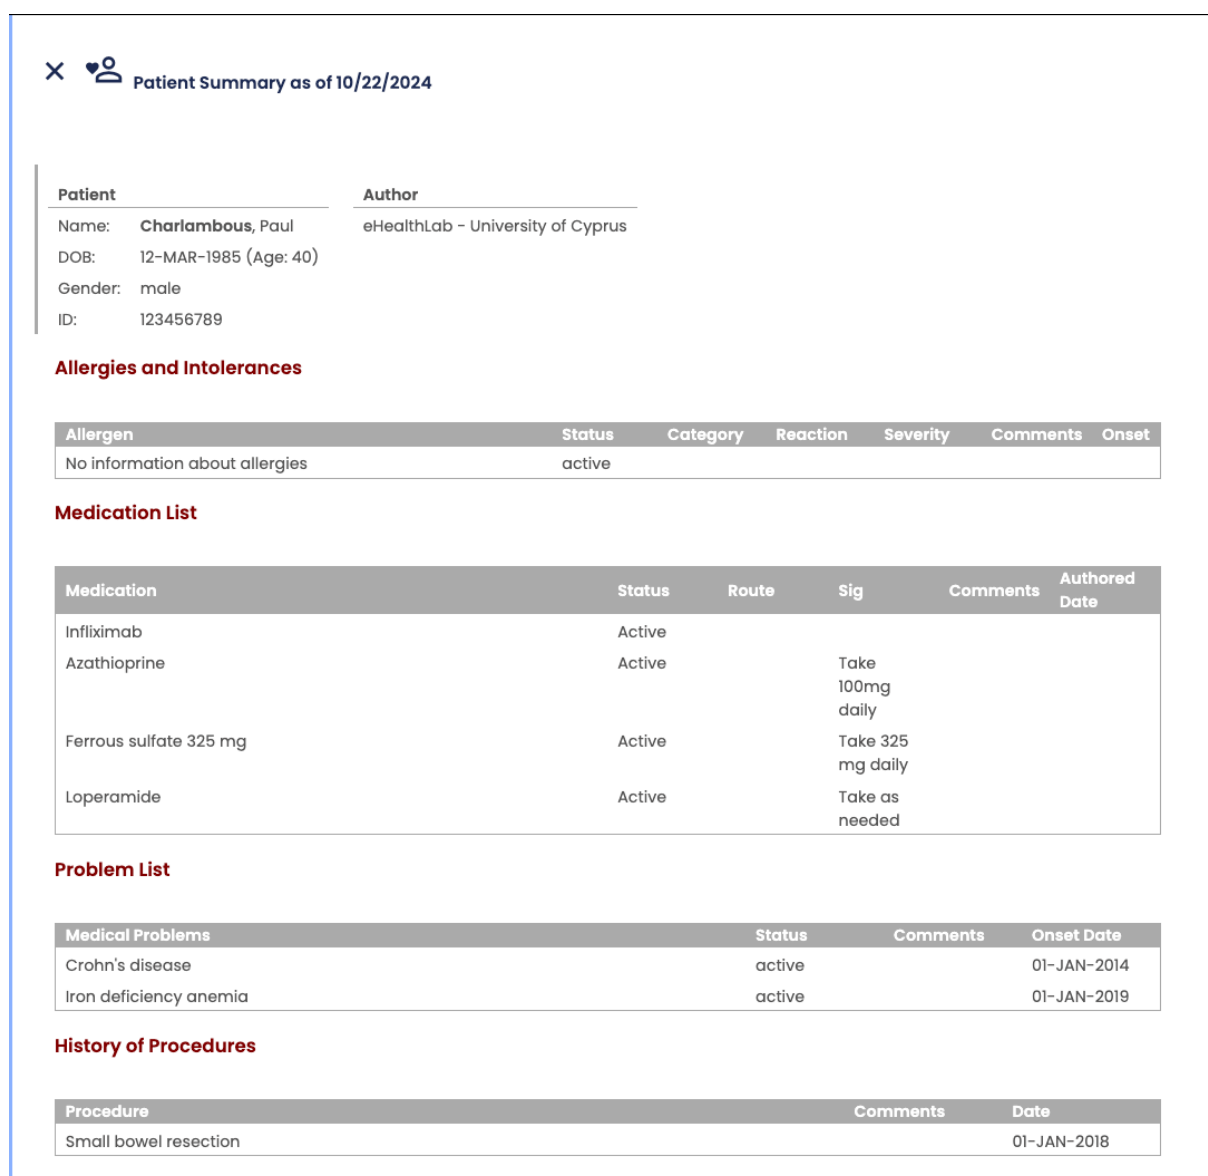 Patient Summary as of 10/22/2024
Patient Author
Name: Charlambous, Paul eHealthLab - University of Cyprus
DOB: 12-MAR-1985 (Age: 40)
Gender: male
ID: 123456789
Allergies and Intolerances
Allergen Status Category Reaction Severity Comments Onset
No information about allergies active
Medication List
Medication Status Route Sig Comments Authored Date
Infliximab Active
Azathioprine Active Take
100mg
daily
Ferrous sulfate 325 mg Active Take 325
mg daily
Loperamide Active Take as
needed
Problem List
Medical Problems Status Comments Onset Date
Crohn's disease active 01-JAN-2014
Iron deficiency anemia active 01-JAN-2019
History of Procedures
Procedure Comments Date
Small bowel resection 01-JAN-2018